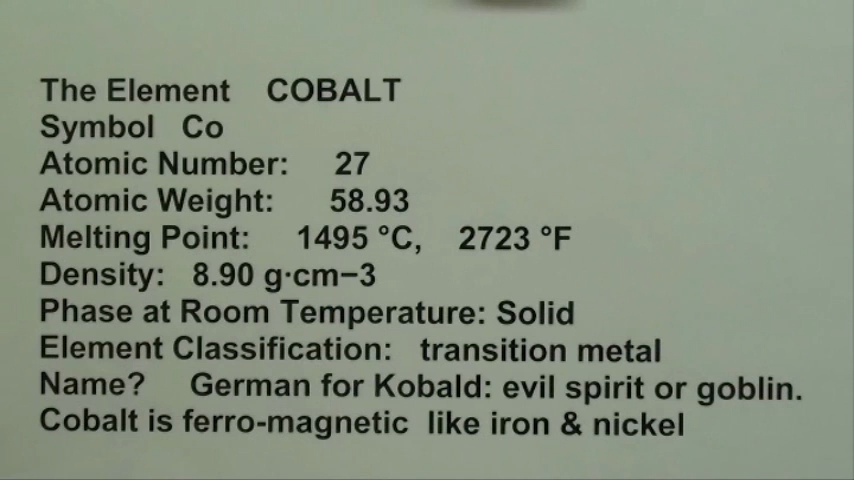 The Element COBALT
Symbol Co
Atomic Number: 27
Atomic Weight: 58.93
Melting Point: 1495 °C, 2723 °F
Density: 8.90 g·cm−3
Phase at Room Temperature: Solid
Element Classification: transition metal
Name? German for Kobald: evil spirit or goblin.
Cobalt is ferro-magnetic like iron & nickel